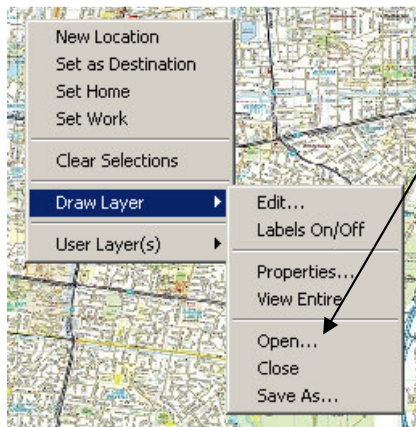 New Location
Set as Destination
Set Home
Set Work
Clear Selections
Draw Layer
User Layer(s)
Edit...
Labels On/Off
Properties...
View Entire
Open...
Close
Save As...